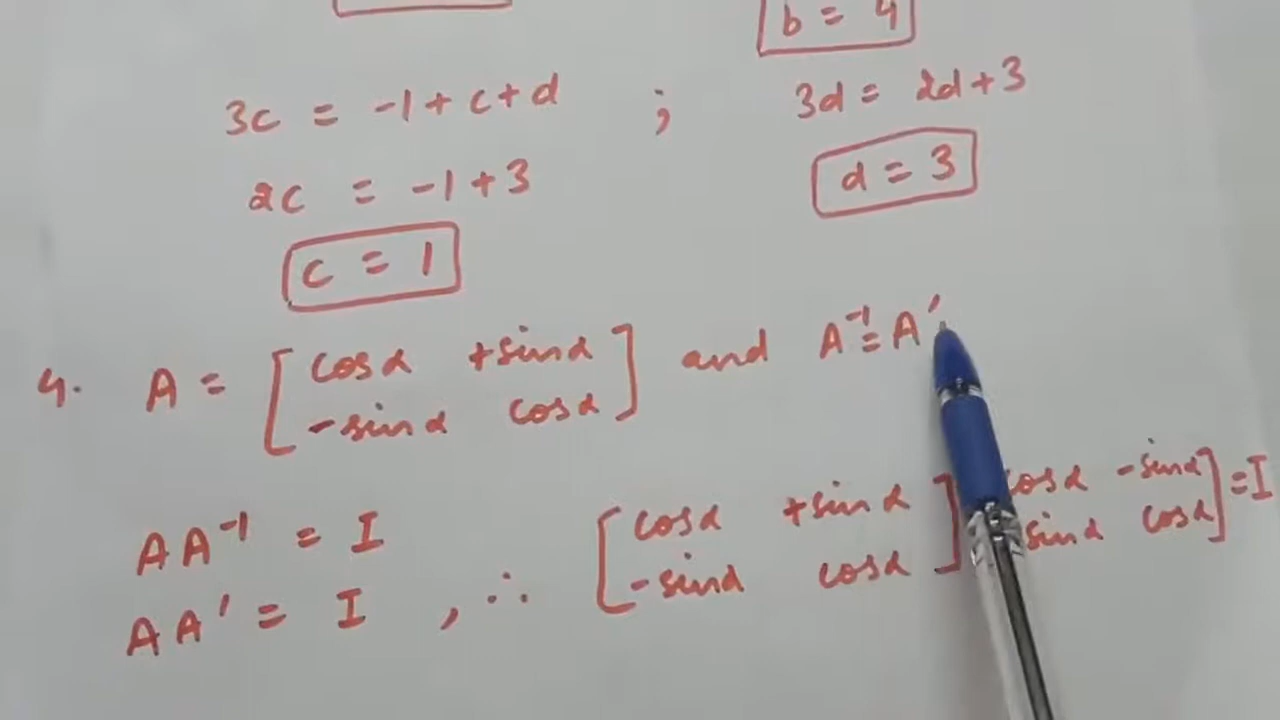 b = 4
3c = -1 + c + d ; 3d = 2d + 3
2c = -1 + 3 d = 3
c = 1
4. A = [cosα +sinα -sinα cosα] and A⁻¹ = A'
AA⁻¹ = I
AA' = I , ∴ [cosα +sinα -sinα cosα] cosα -sinα sinα cosα] = I